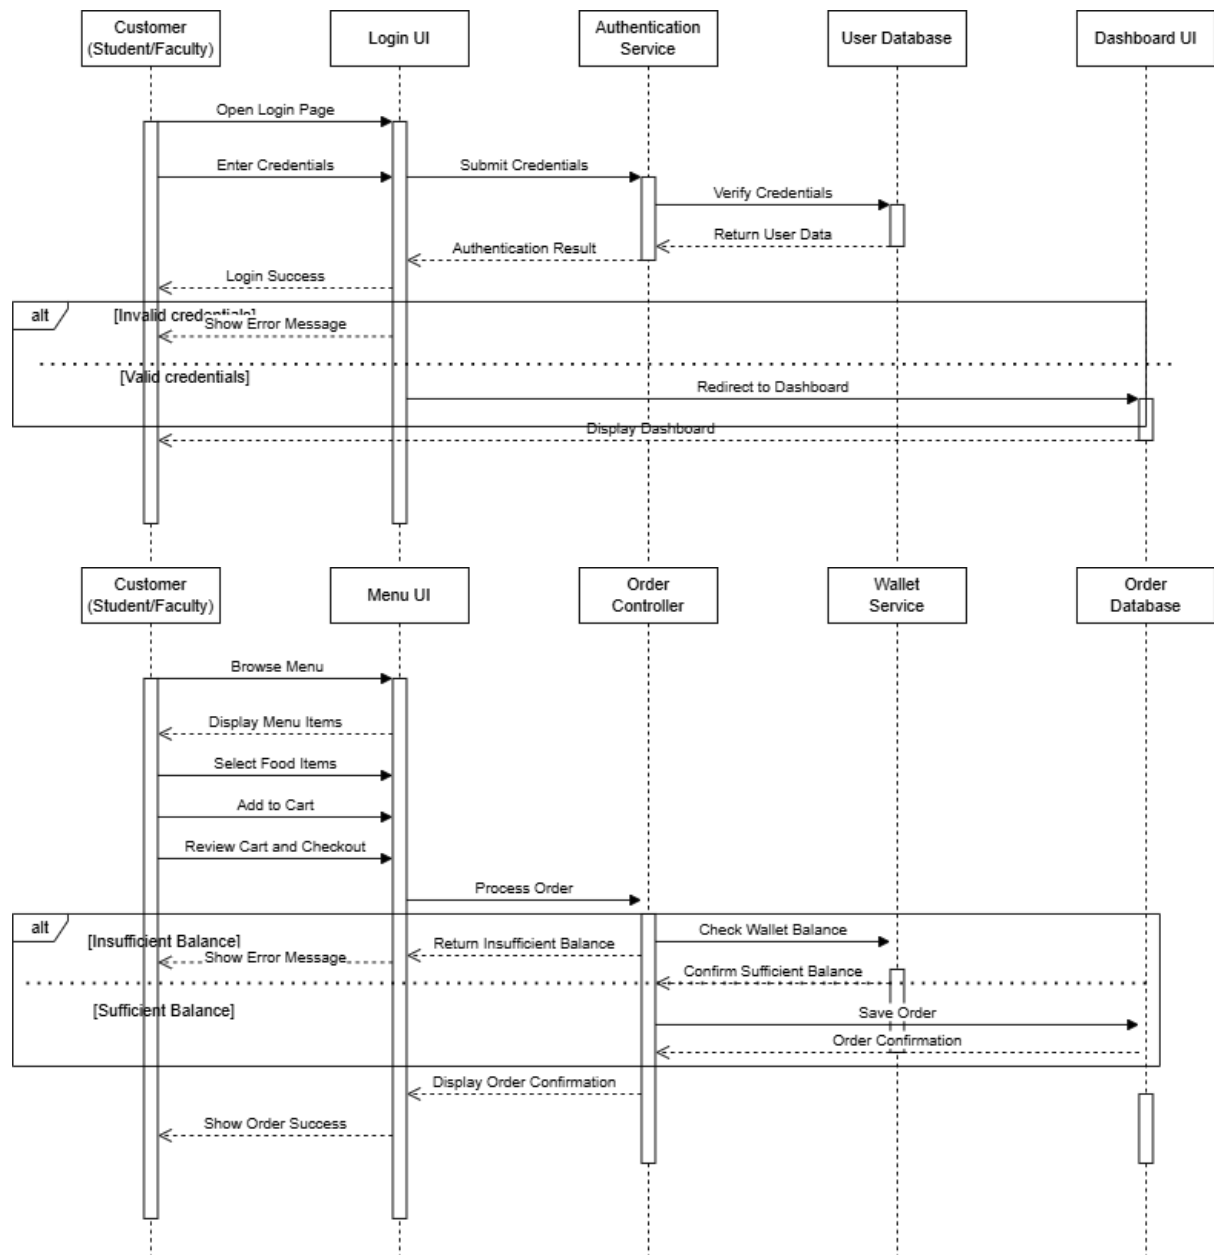 Customer
(Student/Faculty)
Login UI
Authentication
Service
User Database
Dashboard UI
Open Login Page
Enter Credentials
Submit Credentials
Verify Credentials
Return User Data
Authentication Result
Login Success
alt
[Invalid credentials]
Show Error Message
[Valid credentials]
Redirect to Dashboard
Display Dashboard
Customer
(Student/Faculty)
Menu UI
Order
Controller
Wallet
Service
Order
Database
Browse Menu
Display Menu Items
Select Food Items
Add to Cart
Review Cart and Checkout
Process Order
alt
[Insufficient Balance]
Return Insufficient Balance
Check Wallet Balance
Show Error Message
Confirm Sufficient Balance
[Sufficient Balance]
Save Order
Order Confirmation
Display Order Confirmation
Show Order Success